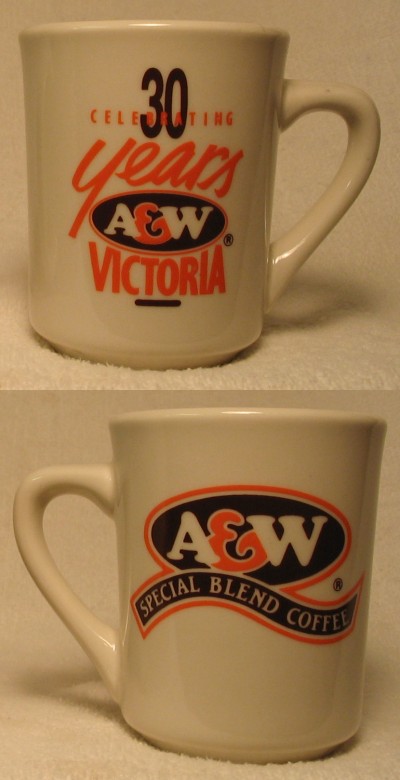 30
CELEBRATING
years
A&W®
VICTORIA
A&W®
SPECIAL BLEND COFFEE